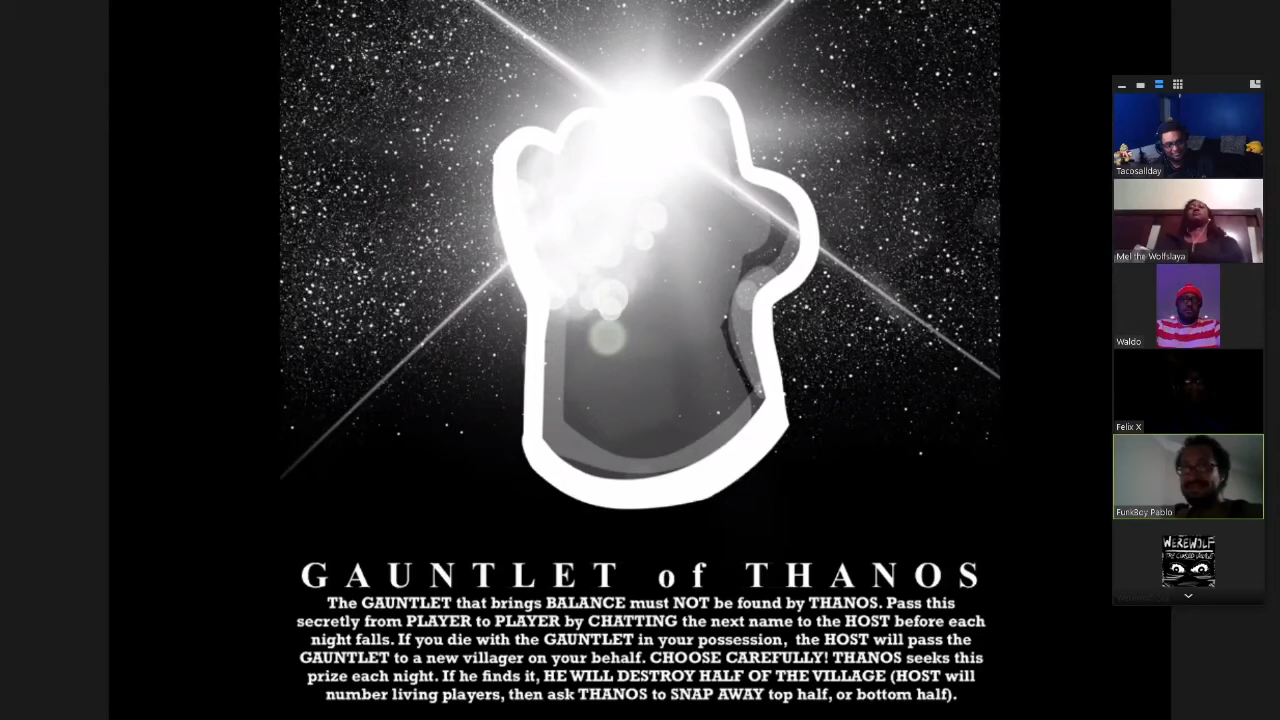 GAUNTLET of THANOS
The GAUNTLET that brings BALANCE must NOT be found by THANOS. Pass this
secretly from PLAYER to PLAYER by CHATTING the next name to the HOST before each
night falls. If you die with the GAUNTLET in your possession, the HOST will pass the
GAUNTLET to a new villager on your behalf. CHOOSE CAREFULLY! THANOS seeks this
prize each night. If he finds it, HE WILL DESTROY HALF OF THE VILLAGE (HOST will
number living players, then ask THANOS to SNAP AWAY top half, or bottom half).
Tacosallday
Mel the Wolfslaya
Waldo
Felix X
FunkBoy Pablo
WEREWOLF